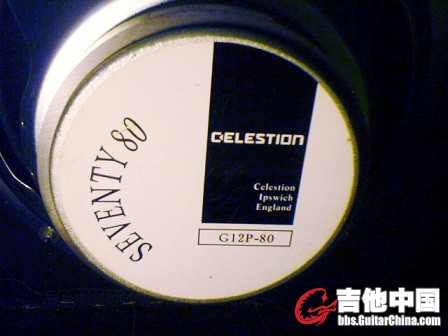 CELESTION
Celestion
Ipswich
England
G12P-80
SEVENTY 80
吉他中国
bbs.GuitarChina.com